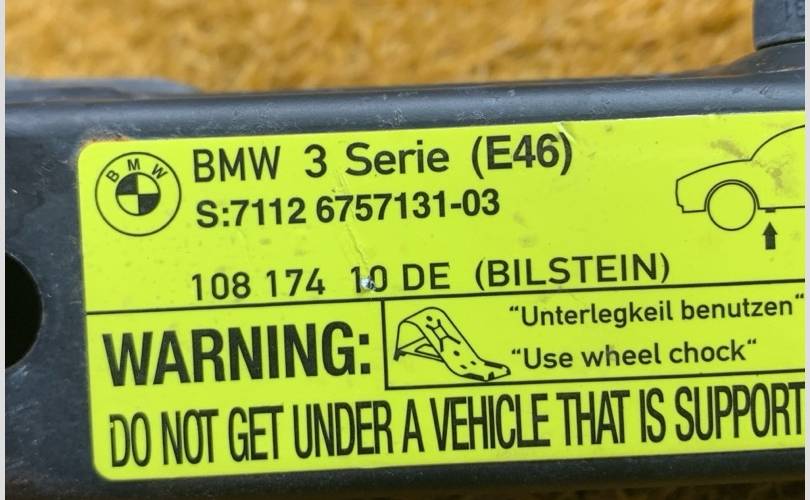 BMW
BMW 3 Serie (E46)
S:7112 6757131-03
108 174 10 DE (BILSTEIN)
WARNING:
“Unterlegkeil benutzen“
“Use wheel chock“
DO NOT GET UNDER A VEHICLE THAT IS SUPPORT